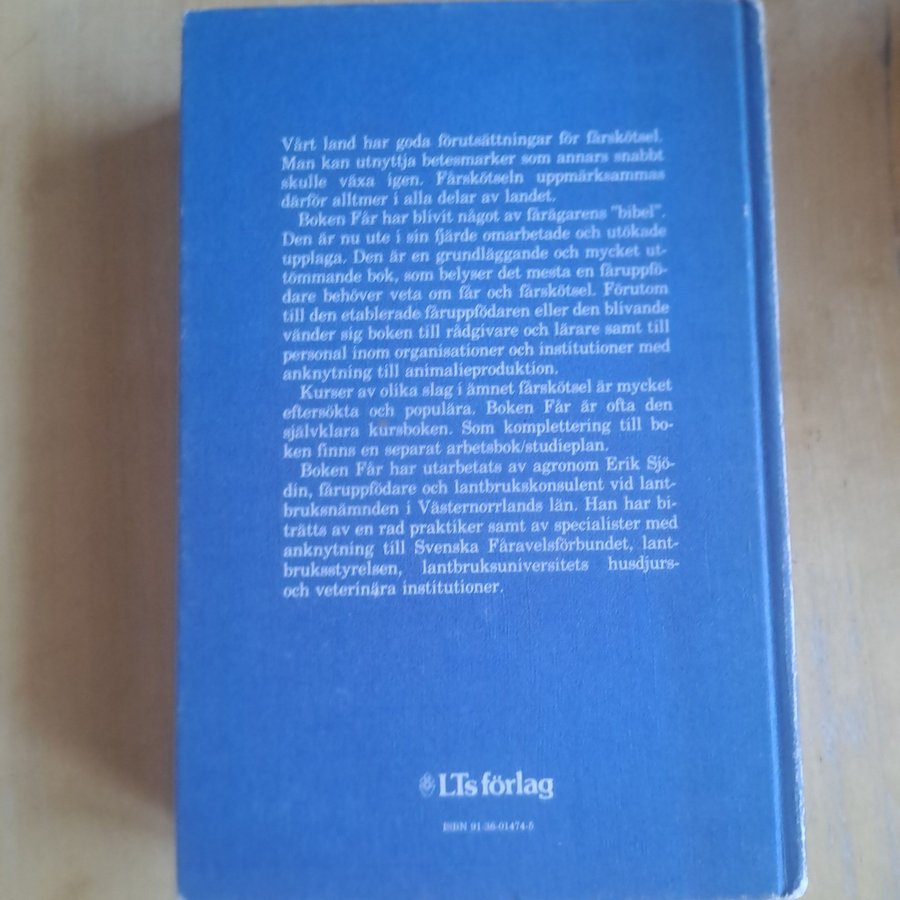 Vårt land har goda förutsättningar för fårskötsel.
Man kan utnyttja betesmarker som annars snabbt
skulle växa igen. Fårskötseln uppmärksammas
därför alltmer i alla delar av landet.
Boken Får har blivit något av fårägarens "bibel".
Den är nu ute i sin fjärde omarbetade och utökade
upplaga. Den är en grundläggande och mycket ut-
tömmande bok, som belyser det mesta en fåruppfö-
dare behöver veta om får och fårskötsel. Förutom
till den etablerade fåruppfödaren eller den blivande
vänder sig boken till rådgivare och lärare samt till
personal inom organisationer och institutioner med
anknytning till animalieproduktion.
Kurser av olika slag i ämnet fårskötsel är mycket
eftersökta och populära. Boken Får är ofta den
självklara kursboken. Som komplettering till bo-
ken finns en separat arbetsbok/studieplan.
Boken Får har utarbetats av agronom Erik Sjö-
din, fåruppfödare och lantbrukskonsulent vid lant-
bruksnämnden i Västernorrlands län. Han har bi-
trätts av en rad praktiker samt av specialister med
anknytning till Svenska Fåravelsförbundet, lant-
bruksstyrelsen, lantbruksuniversitets husdjurs-
och veterinära institutioner.
LTs förlag
ISBN 91-36-01474-5